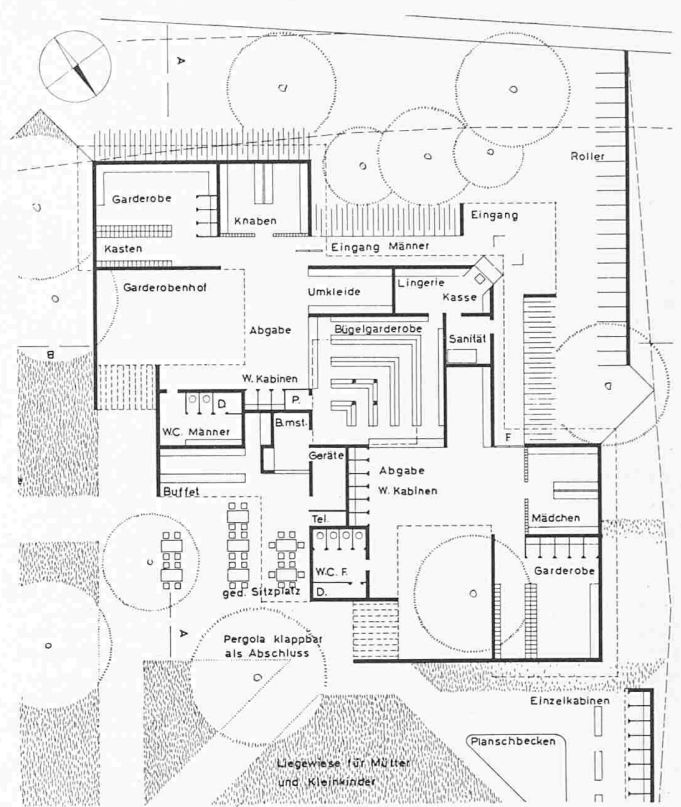 A
Roller
Garderobe
Knaben
Eingang
Kasten
Eingang Männer
Garderobenhof
Umkleide
Lingerie
Kasse
Abgabe
Bügelgarderobe
Sanität
B
W. Kabinen
P.
D.
W.C. Männer
B.mst.
F
Geräte
Abgabe
W. Kabinen
Buffet
Mädchen
Tel.
W.C. F.
Garderobe
ged. Sitzplatz
D.
A
Pergola klappbar
als Abschluss
Einzelkabinen
Planschbecken
Liegewiese für Mütter
und Kleinkinder